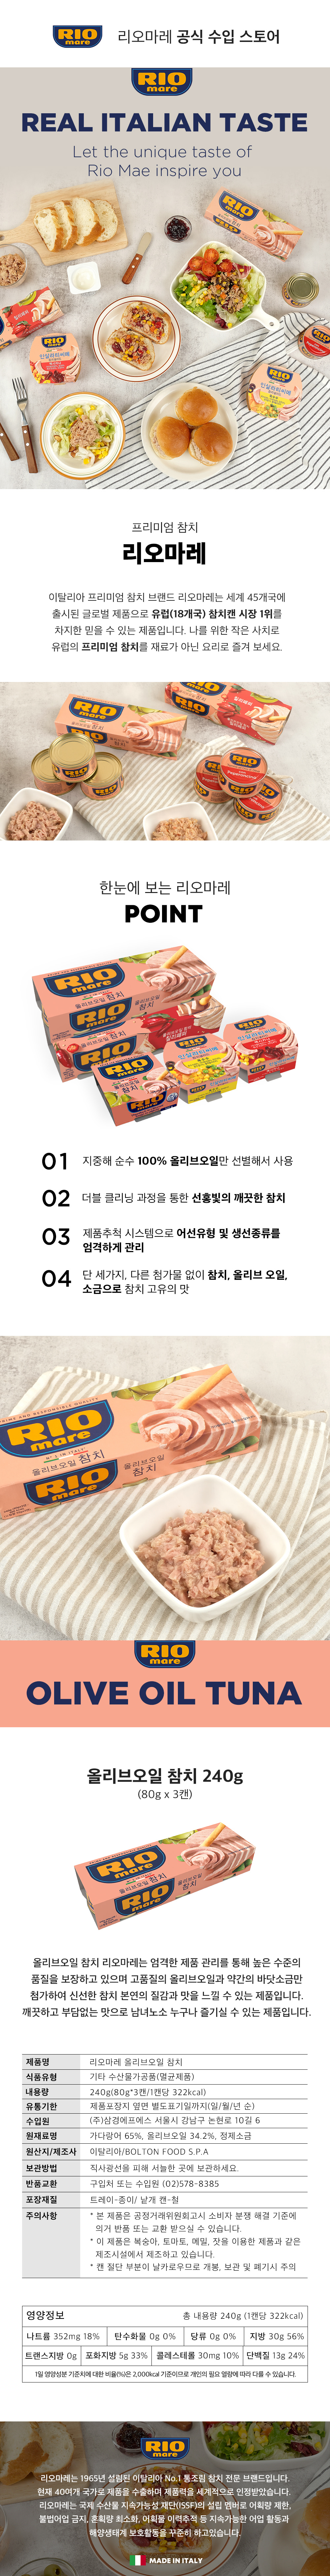 RIO mare 리오마레 공식 수입 스토어
RIO mare
REAL ITALIAN TASTE
Let the unique taste of
Rio Mae inspire you
프리미엄 참치
리오마레
이탈리아 프리미엄 참치 브랜드 리오마레는 세계 45개국에
출시된 글로벌 제품으로 유럽(18개국) 참치캔 시장 1위를
차지한 믿을 수 있는 제품입니다. 나를 위한 작은 사치로
유럽의 프리미엄 참치를 재료가 아닌 요리로 즐겨 보세요.
한눈에 보는 리오마레
POINT
RIO mare
올리브오일 참치
01 지중해 순수 100% 올리브오일만 선별해서 사용
02 더블 클리닝 과정을 통한 선홍빛의 깨끗한 참치
03 제품추적 시스템으로 어선유형 및 생선종류를
엄격하게 관리
04 단 세가지, 다른 첨가물 없이 참치, 올리브 오일,
소금으로 참치 고유의 맛
RIO mare
올리브오일 참치
올리브오일
참치
RIO mare
RIO mare
OLIVE OIL TUNA
올리브오일 참치 240g
(80g x 3캔)
RIO mare
올리브오일 참치
RIO mare
올리브오일 참치 리오마레는 엄격한 제품 관리를 통해 높은 수준의
품질을 보장하고 있으며 고품질의 올리브오일과 약간의 바닷소금만
첨가하여 신선한 참치 본연의 질감과 맛을 느낄 수 있는 제품입니다.
깨끗하고 부담없는 맛으로 남녀노소 누구나 즐기실 수 있는 제품입니다.
제품명 리오마레 올리브오일 참치
식품유형 기타 수산물가공품(멸균제품)
내용량 240g(80g*3캔/1캔당 322kcal)
유통기한 제품포장지 옆면 별도표기일까지(일/월/년 순)
수입원 (주)삼경에프에스 서울시 강남구 논현로 10길 6
원재료명 가다랑어 65%, 올리브오일 34.2%, 정제소금
원산지/제조사 이탈리아/BOLTON FOOD S.P.A
보관방법 직사광선을 피해 서늘한 곳에 보관하세요.
반품교환 구입처 또는 수입원 (02)578-8385
포장재질 트레이-종이/ 낱개 캔-철
주의사항 * 본 제품은 공정거래위원회고시 소비자 분쟁 해결 기준에
의거 반품 또는 교환 받으실 수 있습니다.
* 이 제품은 복숭아, 토마토, 메밀, 잣을 이용한 제품과 같은
제조시설에서 제조하고 있습니다.
* 캔 절단 부분이 날카로우므로 개봉, 보관 및 폐기시 주의
영양정보 총 내용량 240g (1캔당 322kcal)
나트륨 352mg 18% 탄수화물 0g 0% 당류 0g 0% 지방 30g 56%
트랜스지방 0g 포화지방 5g 33% 콜레스테롤 30mg 10% 단백질 13g 24%
1일 영양성분 기준치에 대한 비율(%)은 2,000kcal 기준이므로 개인의 필요 열량에 따라 다를 수 있습니다.
RIO mare
리오마레는 1965년 설립된 이탈리아 No.1 통조림 참치 전문 브랜드입니다.
현재 40여개 국가로 제품을 수출하며 제품력을 세계적으로 인정받았습니다.
리오마레는 국제 수산물 지속가능성 재단(ISSF)의 설립 멤버로 어획량 제한,
불법어업 금지, 혼획량 최소화, 어획물 이력추적 등 지속가능한 어업 활동과
해양생태계 보호활동을 꾸준히 하고있습니다.
MADE IN ITALY